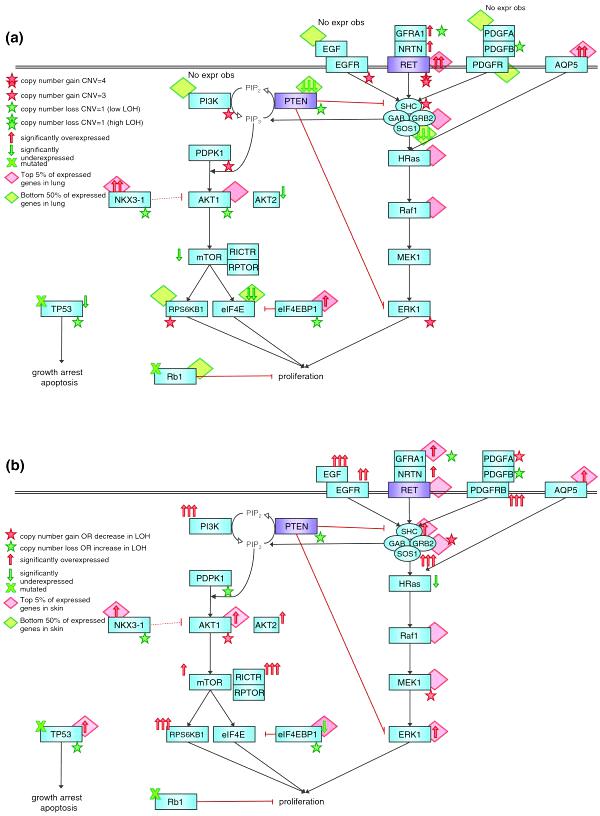 (a)
No expr obs
No expr obs
EGF
EGFR
GFRA1
NRTN
RET
PDGFA
PDGFB
PDGFR
AQP5
copy number gain CNV=4
copy number gain CNV=3
copy number loss CNV=1 (low LOH)
copy number loss CNV=1 (high LOH)
significantly overexpressed
significantly
underexpressed
mutated
Top 5% of expressed
genes in lung
Bottom 50% of expressed
genes in lung
No expr obs
PI3K
PIP2
PIP3
PTEN
SHC
GAB
GRB2
SOS1
PDPK1
HRas
NKX3-1
AKT1
AKT2
Raf1
mTOR
RICTR
RPTOR
MEK1
TP53
RPS6KB1
eIF4E
eIF4EBP1
ERK1
growth arrest
apoptosis
Rb1
proliferation
(b)
EGF
EGFR
GFRA1
NRTN
RET
PDGFA
PDGFB
PDGFRB
AQP5
copy number gain OR decrease in LOH
copy number loss OR increase in LOH
significantly overexpressed
significantly
underexpressed
mutated
Top 5% of expressed
genes in skin
Bottom 50% of expressed
genes in skin
PI3K
PIP2
PIP3
PTEN
SHC
GAB
GRB2
SOS1
PDPK1
HRas
NKX3-1
AKT1
AKT2
Raf1
mTOR
RICTR
RPTOR
MEK1
TP53
RPS6KB1
eIF4E
eIF4EBP1
ERK1
growth arrest
apoptosis
Rb1
proliferation